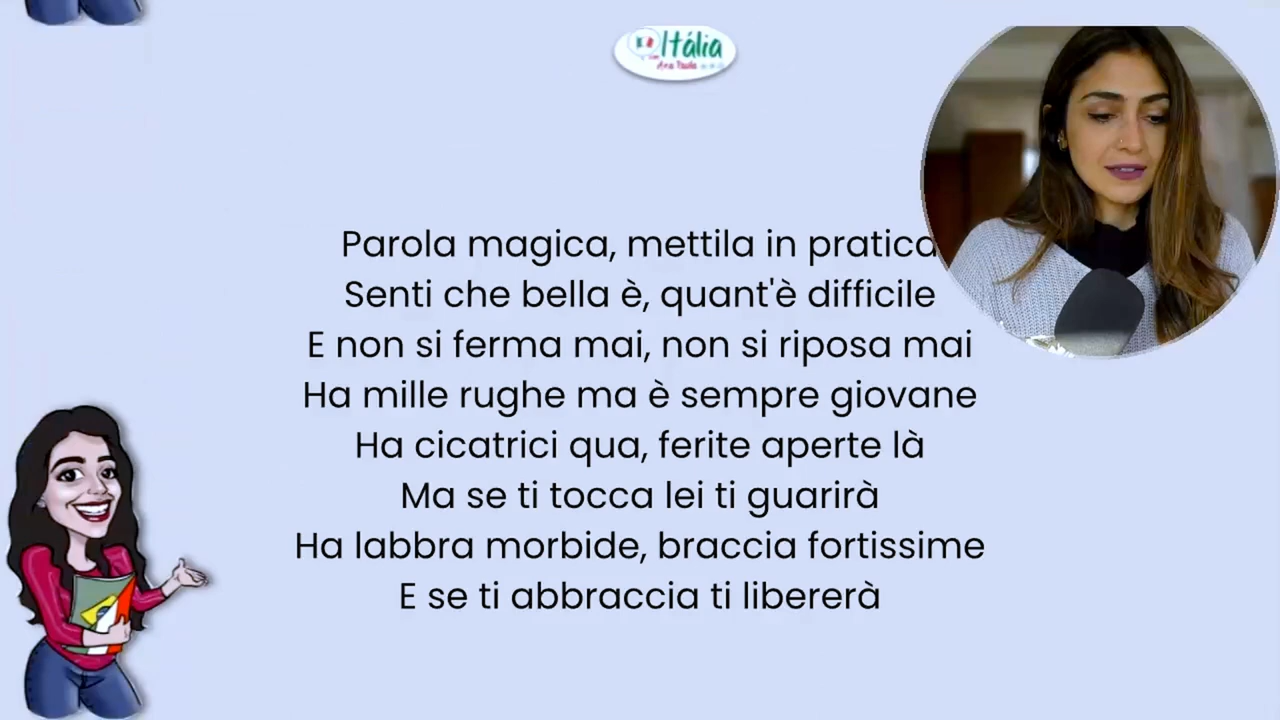 Itália
Ana Paula
Parola magica, mettila in pratica
Senti che bella è, quant'è difficile
E non si ferma mai, non si riposa mai
Ha mille rughe ma è sempre giovane
Ha cicatrici qua, ferite aperte là
Ma se ti tocca lei ti guarirà
Ha labbra morbide, braccia fortissime
E se ti abbraccia ti libererà